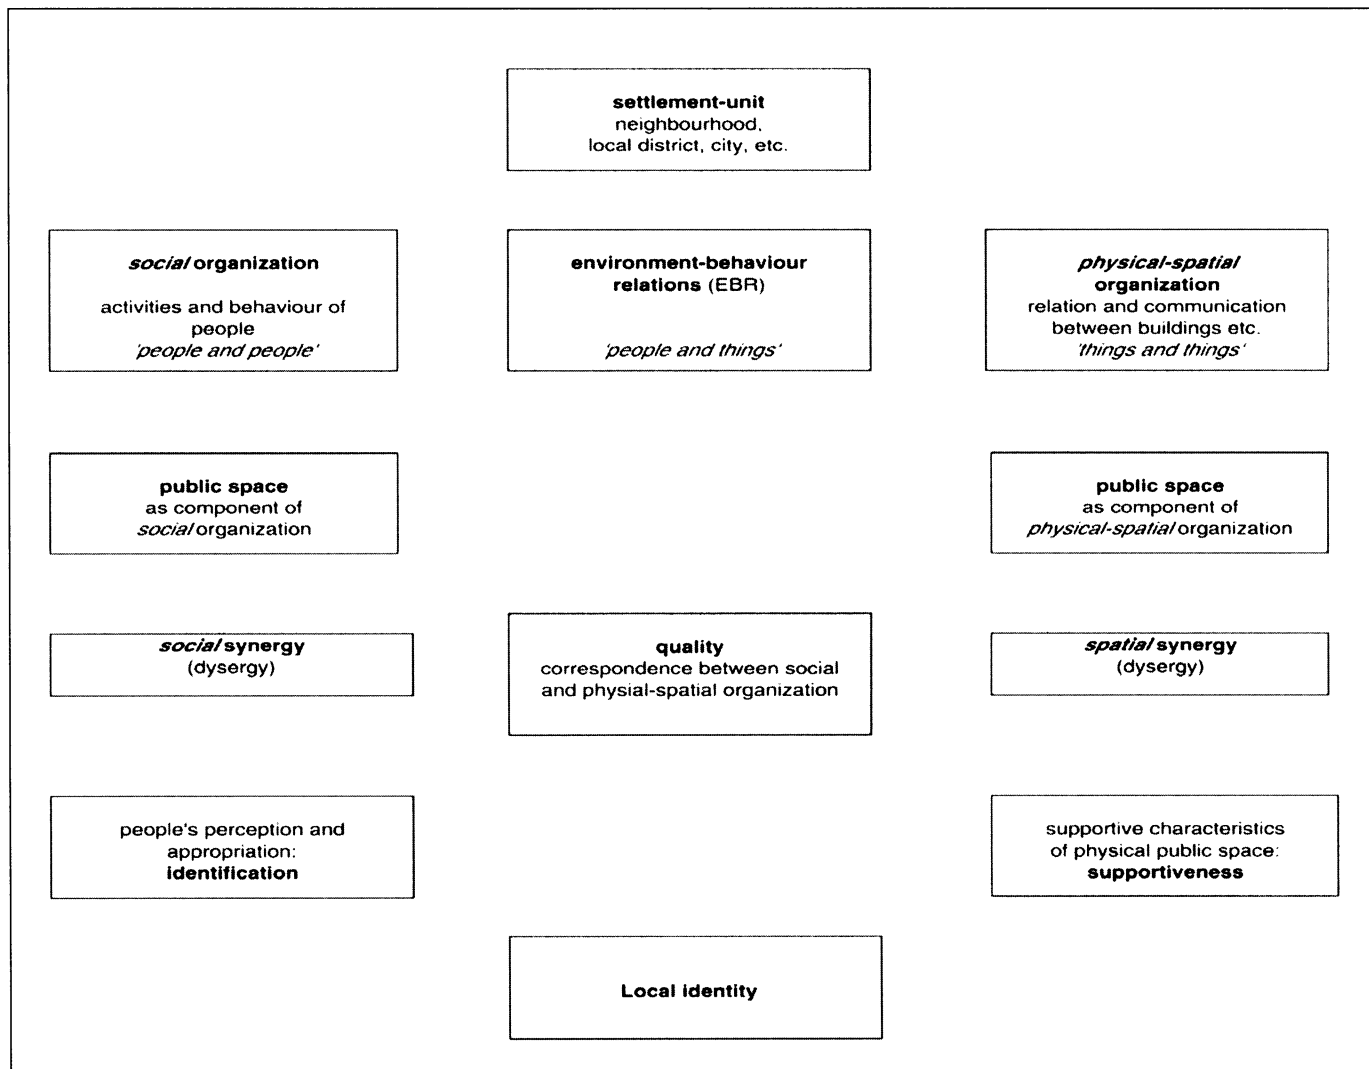 settlement-unit
neighbourhood,
local district, city, etc.
social organization
activities and behaviour of
people
'people and people'
environment-behaviour
relations (EBR)
'people and things'
physical-spatial
organization
relation and communication
between buildings etc.
'things and things'
public space
as component of
social organization
public space
as component of
physical-spatial organization
social synergy
(dysergy)
quality
correspondence between social
and physial-spatial organization
spatial synergy
(dysergy)
people's perception and
appropriation:
identification
supportive characteristics
of physical public space:
supportiveness
Local identity